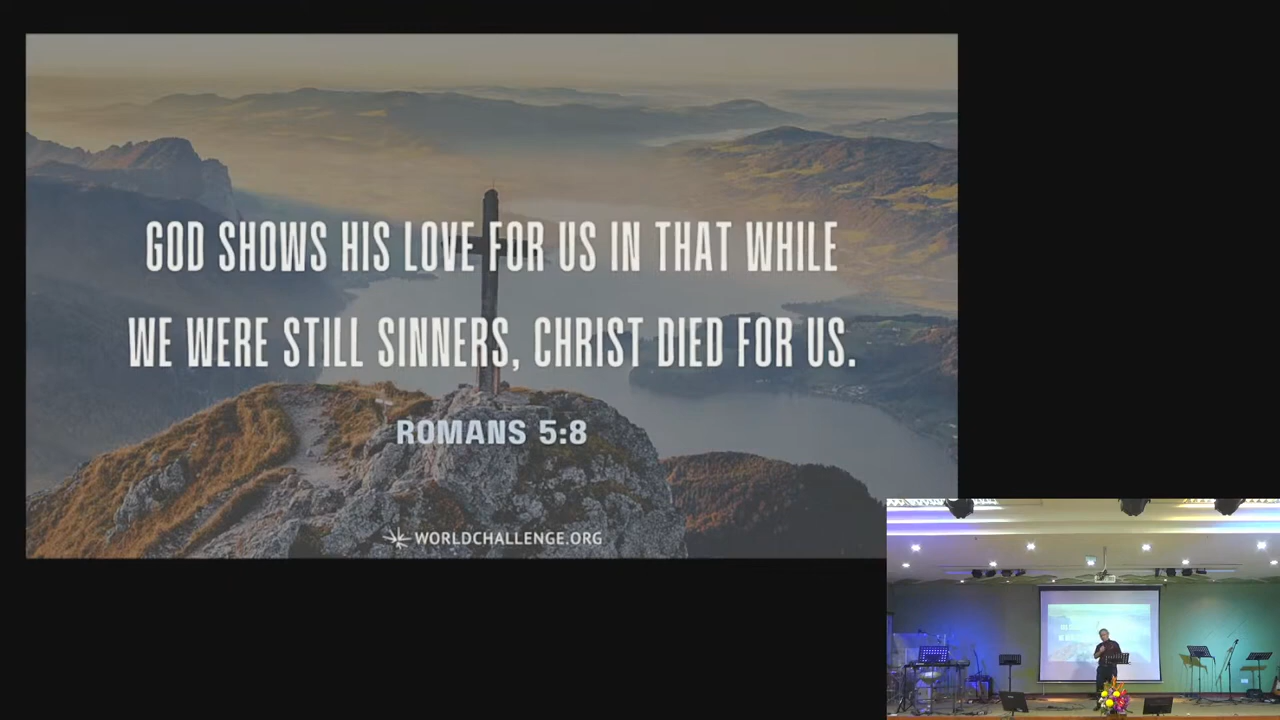 GOD SHOWS HIS LOVE FOR US IN THAT WHILE
WE WERE STILL SINNERS, CHRIST DIED FOR US.
ROMANS 5:8
WORLDCHALLENGE.ORG